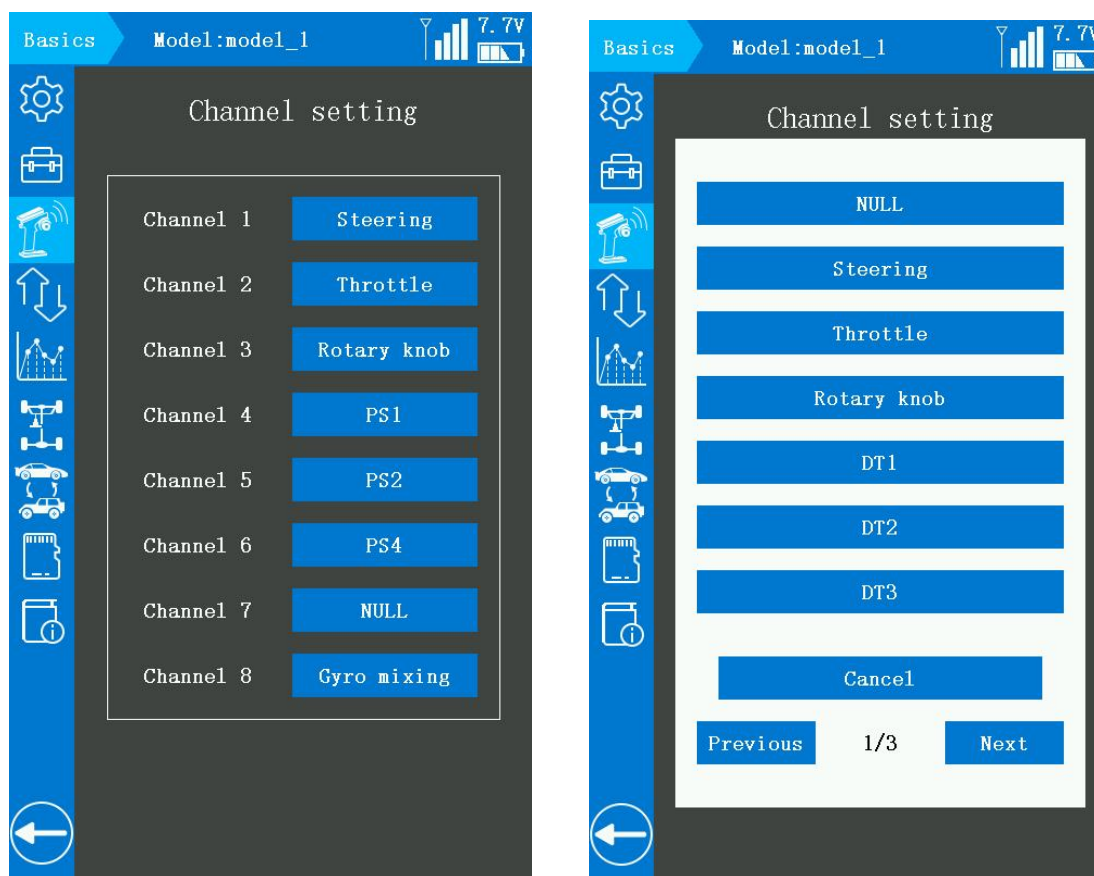 Basics Model:model_1 7.7V
Channel setting
Channel 1 Steering
Channel 2 Throttle
Channel 3 Rotary knob
Channel 4 PS1
Channel 5 PS2
Channel 6 PS4
Channel 7 NULL
Channel 8 Gyro mixing
Basics Model:model_1 7.7V
Channel setting
NULL
Steering
Throttle
Rotary knob
DT1
DT2
DT3
Cancel
Previous 1/3 Next